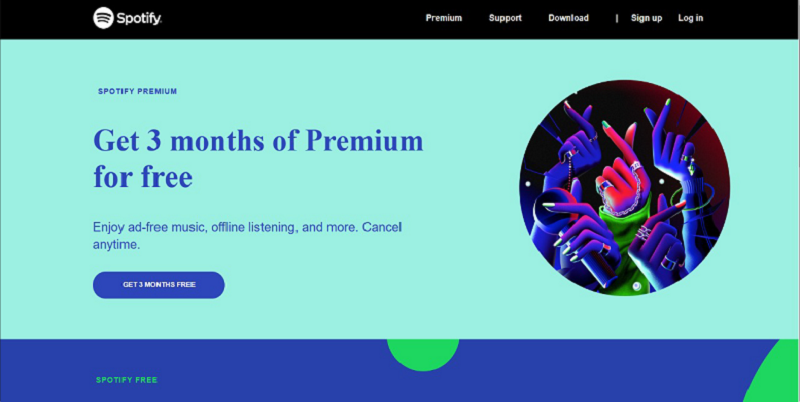 Spotify
Premium Support Download | Sign up Log in
SPOTIFY PREMIUM
Get 3 months of Premium
for free
Enjoy ad-free music, offline listening, and more. Cancel
anytime.
GET 3 MONTHS FREE
SPOTIFY FREE